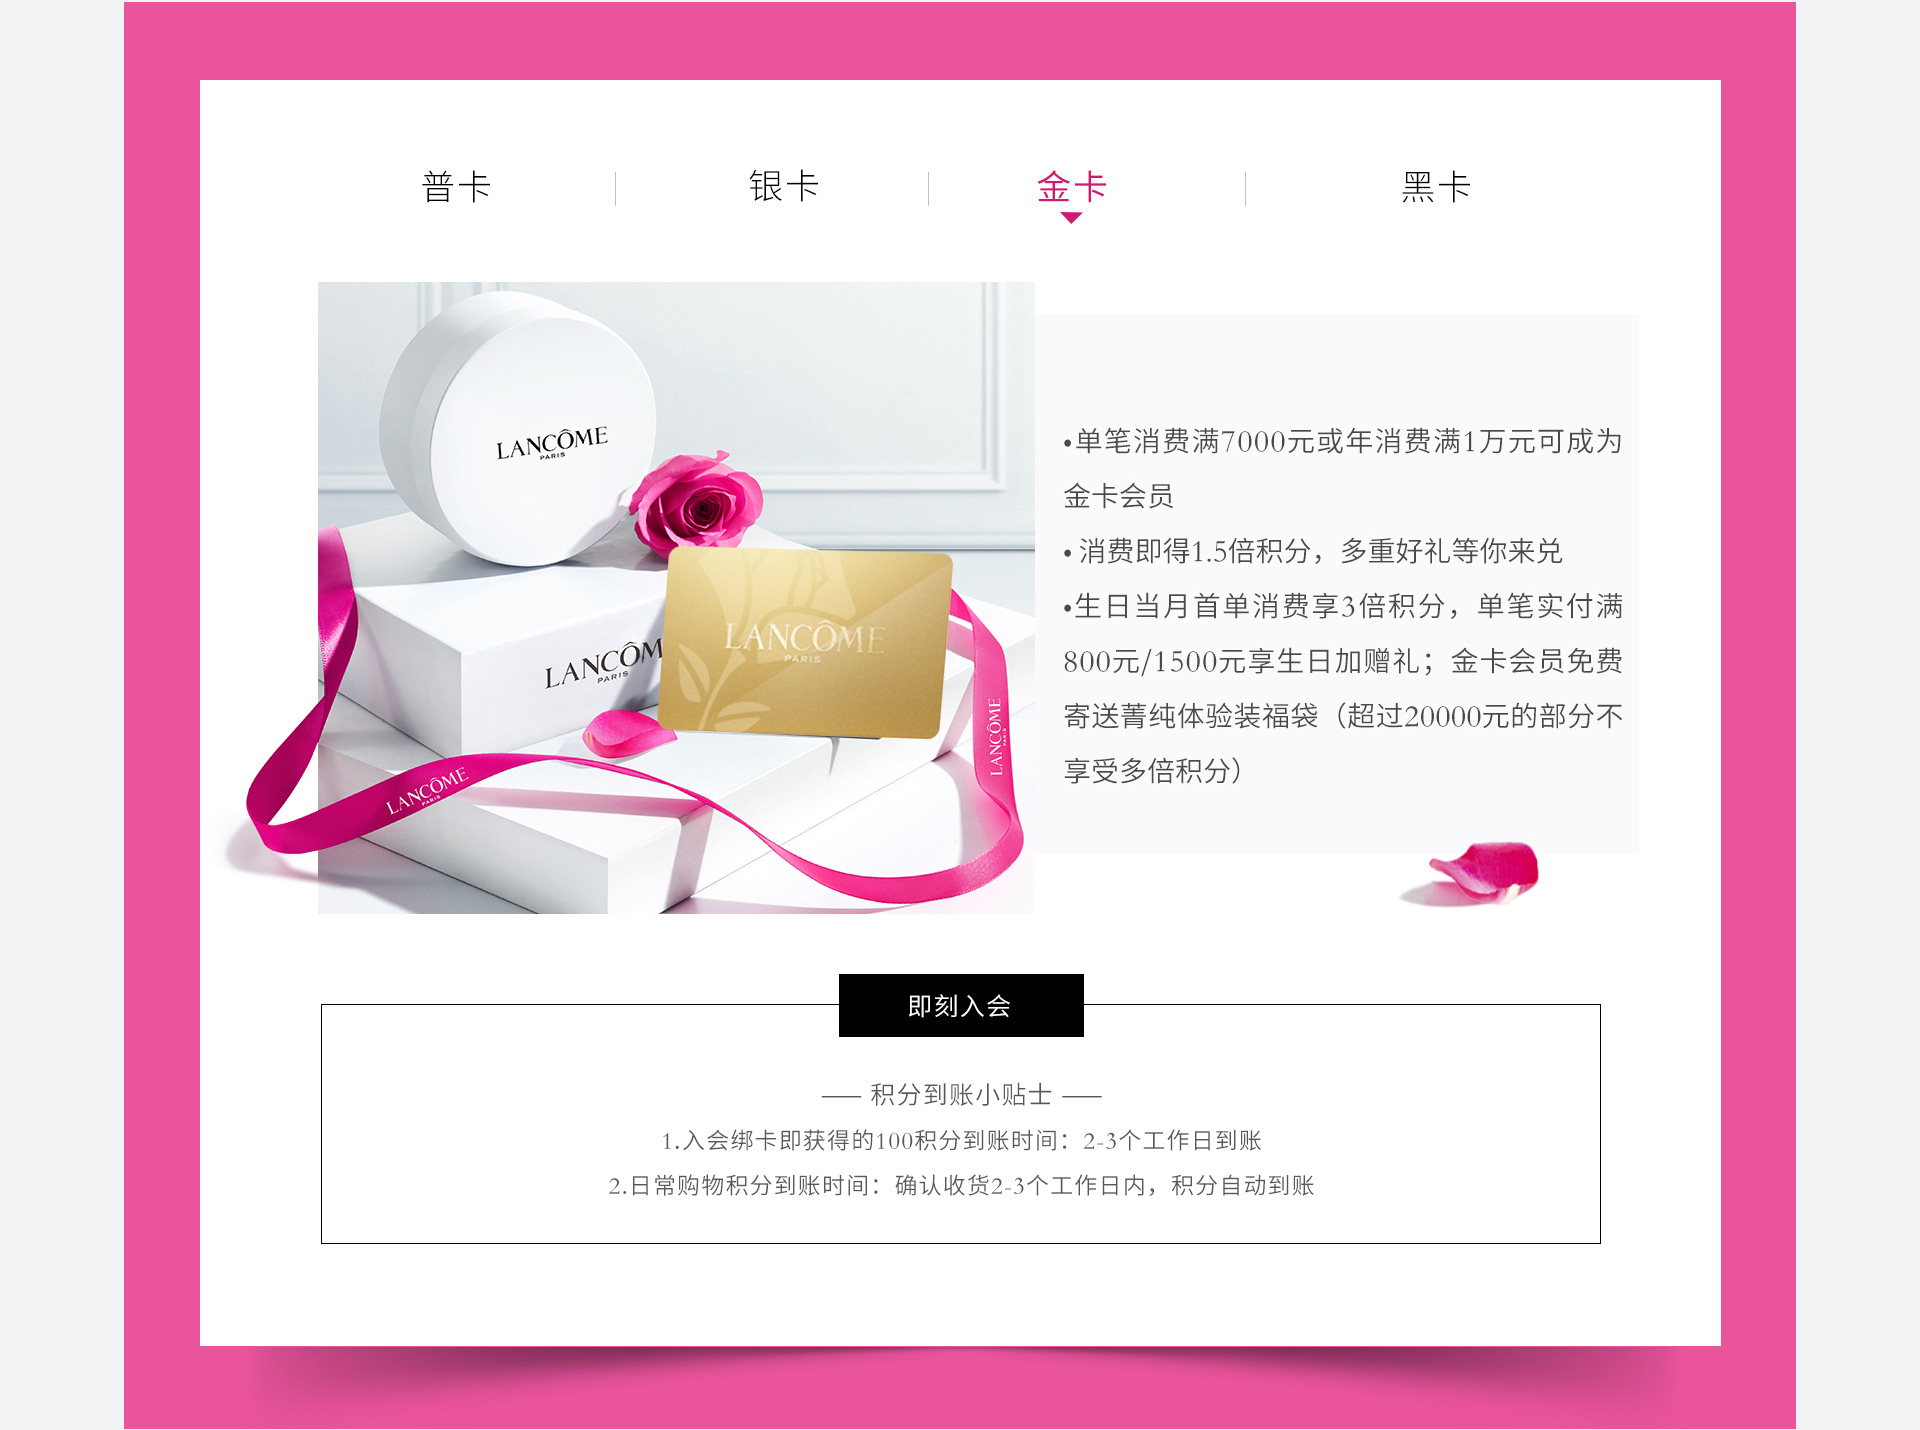 普卡
银卡
金卡
黑卡
LANCÔME
PARIS
LANCÔM
PARIS
LANCÔME
PARIS
LANCÔME
PARIS
LANCÔME
PARIS
•单笔消费满7000元或年消费满1万元可成为
金卡会员
• 消费即得1.5倍积分，多重好礼等你来兑
•生日当月首单消费享3倍积分，单笔实付满
800元/1500元享生日加赠礼；金卡会员免费
寄送菁纯体验装福袋（超过20000元的部分不
享受多倍积分）
即刻入会
—— 积分到账小贴士 ——
1.入会绑卡即获得的100积分到账时间：2-3个工作日到账
2.日常购物积分到账时间：确认收货2-3个工作日内，积分自动到账